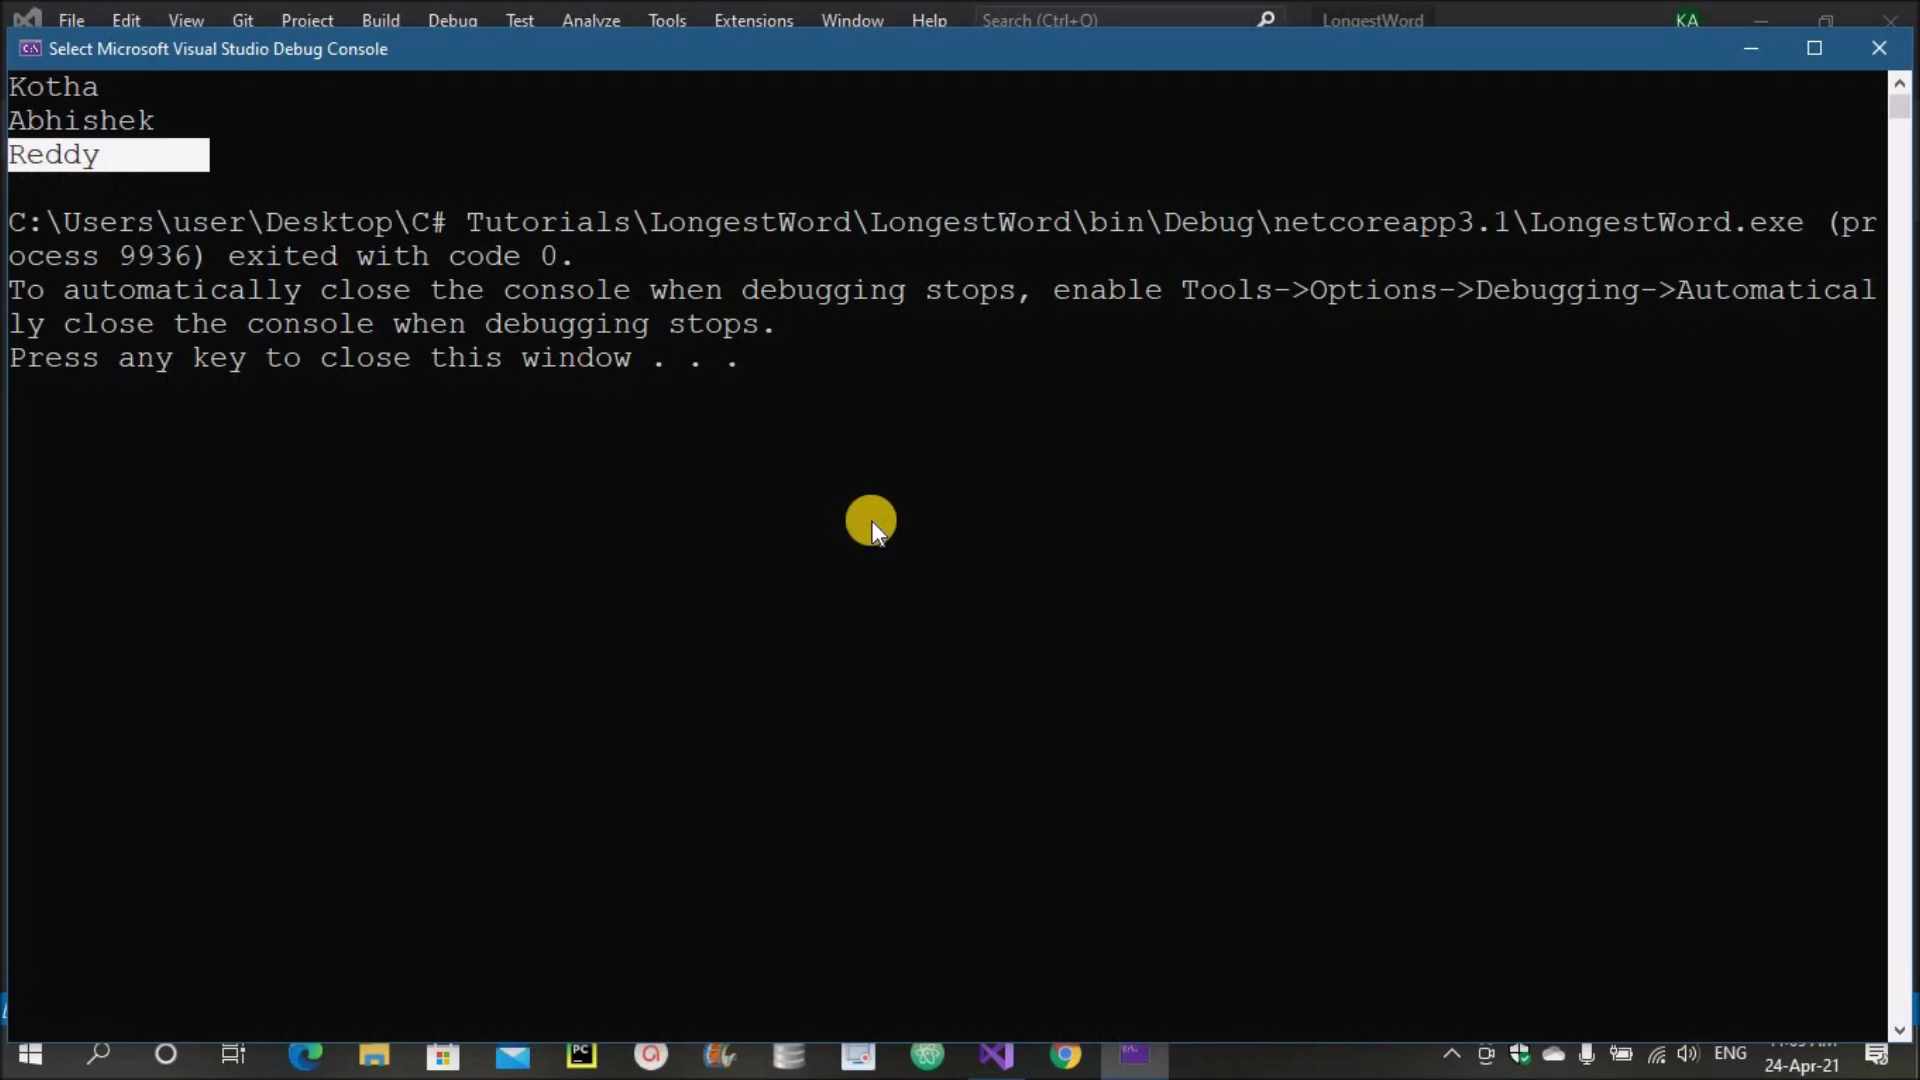 File Edit View Git Project Build Debug Test Analyze Tools Extensions Window Help Search (Ctrl+Q) LongestWord KA
Select Microsoft Visual Studio Debug Console
Kotha
Abhishek
Reddy
C:\Users\user\Desktop\C# Tutorials\LongestWord\LongestWord\bin\Debug\netcoreapp3.1\LongestWord.exe (pr
ocess 9936) exited with code 0.
To automatically close the console when debugging stops, enable Tools->Options->Debugging->Automatical
ly close the console when debugging stops.
Press any key to close this window . . .
PC
ENG
24-Apr-21